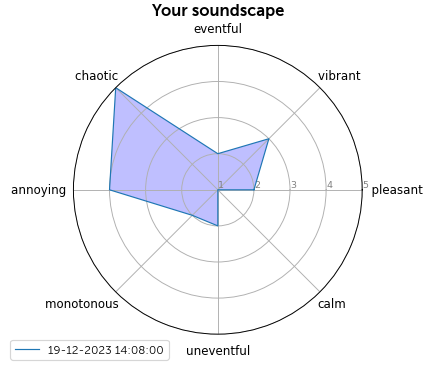 Your soundscape
eventful
chaotic
vibrant
annoying
1
2
3
4
5
pleasant
monotonous
calm
uneventful
19-12-2023 14:08:00